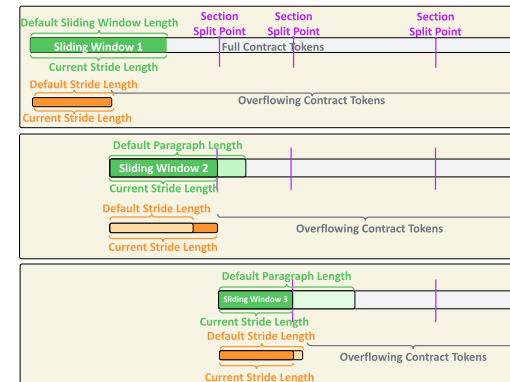 Section
Split Point
Section
Split Point
Section
Split Point
Default Sliding Window Length
Sliding Window 1
Full Contract Tokens
Current Stride Length
Default Stride Length
Overflowing Contract Tokens
Current Stride Length
Default Paragraph Length
Sliding Window 2
Current Stride Length
Default Stride Length
Overflowing Contract Tokens
Current Stride Length
Default Paragraph Length
Sliding Window 3
Current Stride Length
Default Stride Length
Overflowing Contract Tokens
Current Stride Length